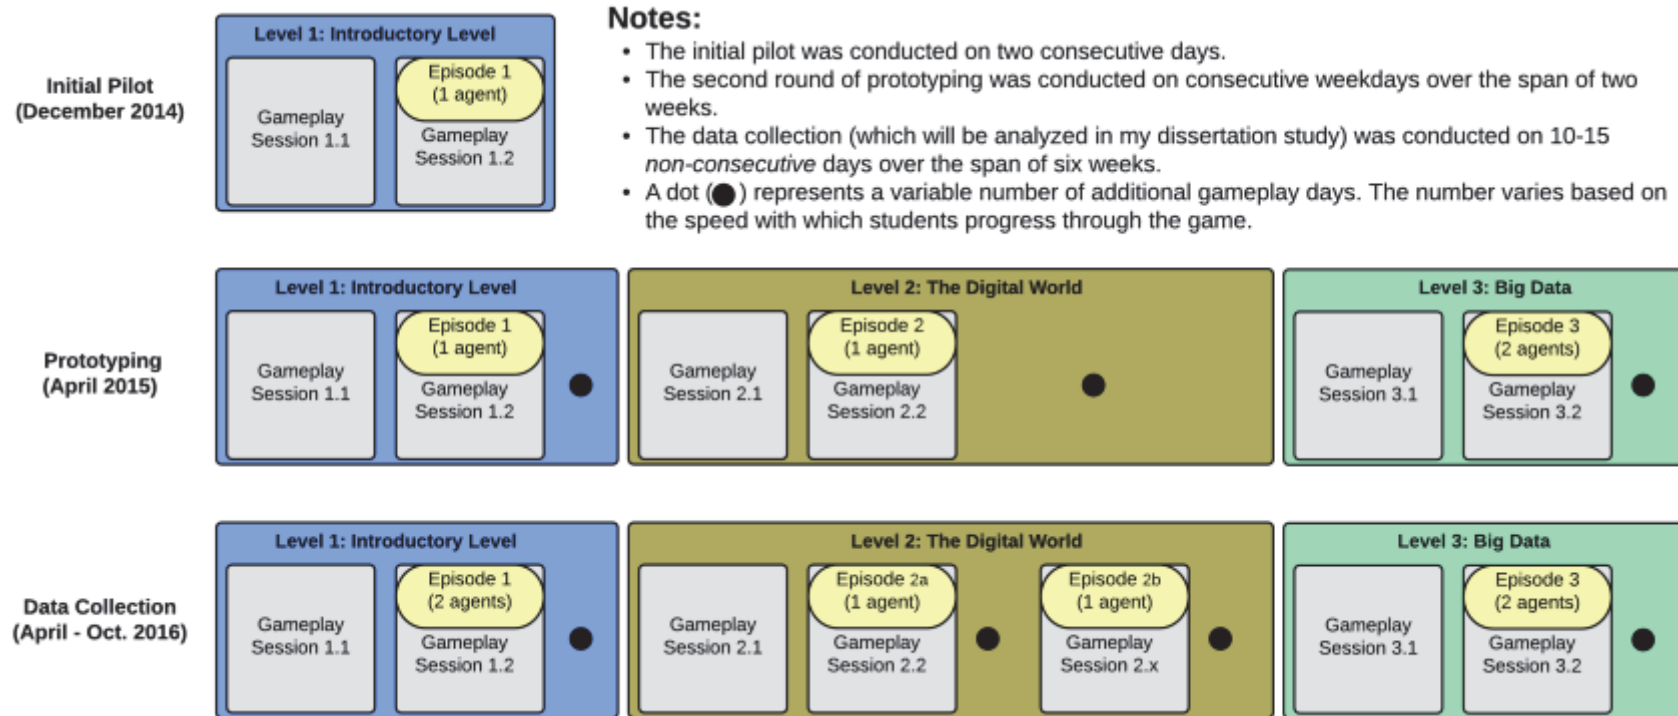 Notes:
• The initial pilot was conducted on two consecutive days.
• The second round of prototyping was conducted on consecutive weekdays over the span of two
weeks.
• The data collection (which will be analyzed in my dissertation study) was conducted on 10-15
non-consecutive days over the span of six weeks.
• A dot (●) represents a variable number of additional gameplay days. The number varies based on
the speed with which students progress through the game.
Initial Pilot
(December 2014)
Level 1: Introductory Level
Gameplay
Session 1.1
Episode 1
(1 agent)
Gameplay
Session 1.2
Prototyping
(April 2015)
Level 1: Introductory Level
Gameplay
Session 1.1
Episode 1
(1 agent)
Gameplay
Session 1.2
Level 2: The Digital World
Gameplay
Session 2.1
Episode 2
(1 agent)
Gameplay
Session 2.2
Level 3: Big Data
Gameplay
Session 3.1
Episode 3
(2 agents)
Gameplay
Session 3.2
Data Collection
(April - Oct. 2016)
Level 1: Introductory Level
Gameplay
Session 1.1
Episode 1
(2 agents)
Gameplay
Session 1.2
Level 2: The Digital World
Gameplay
Session 2.1
Episode 2a
(1 agent)
Gameplay
Session 2.2
Episode 2b
(1 agent)
Gameplay
Session 2.x
Level 3: Big Data
Gameplay
Session 3.1
Episode 3
(2 agents)
Gameplay
Session 3.2